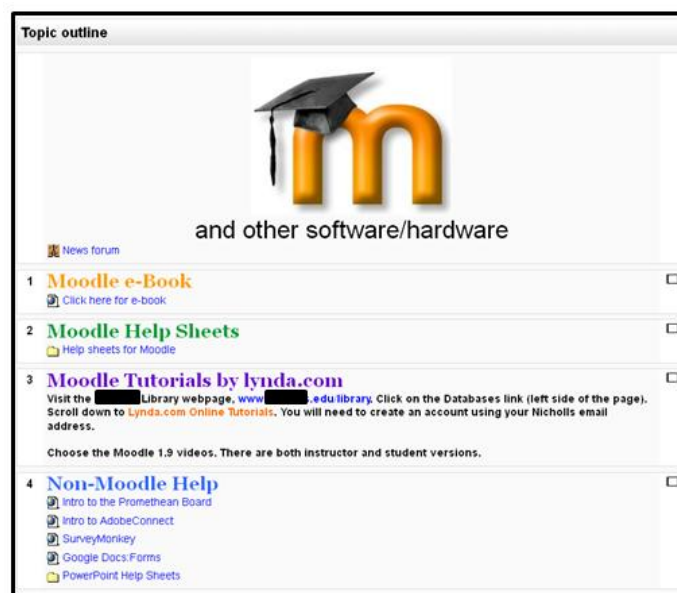 Topic outline
m
and other software/hardware
News forum
1 Moodle e-Book
Click here for e-book
2 Moodle Help Sheets
Help sheets for Moodle
3 Moodle Tutorials by lynda.com
Visit the Library webpage, www s.edu/library. Click on the Databases link (left side of the page).
Scroll down to Lynda.com Online Tutorials. You will need to create an account using your Nicholls email
address.
Choose the Moodle 1.9 videos. There are both instructor and student versions.
4 Non-Moodle Help
Intro to the Promethean Board
Intro to AdobeConnect
SurveyMonkey
Google Docs:Forms
PowerPoint Help Sheets